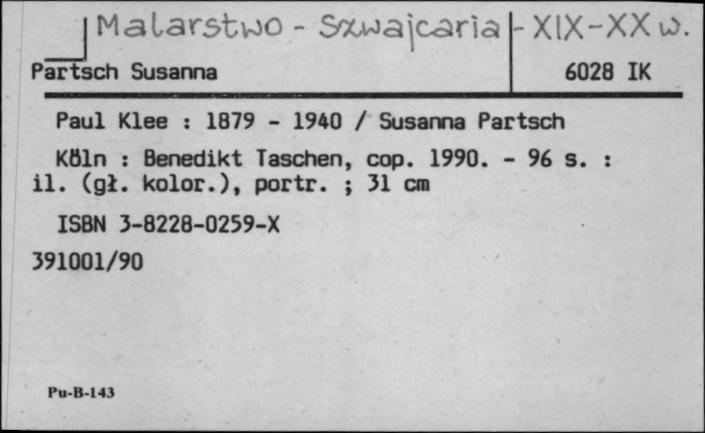 Malarstwo - Szwajcaria - XIX-XX w.
Partsch Susanna 6028 IK
Paul Klee : 1879 - 1940 / Susanna Partsch
Köln : Benedikt Taschen, cop. 1990. - 96 s. :
il. (gł. kolor.), portr. ; 31 cm
ISBN 3-8228-0259-X
391001/90
Pu-B-143